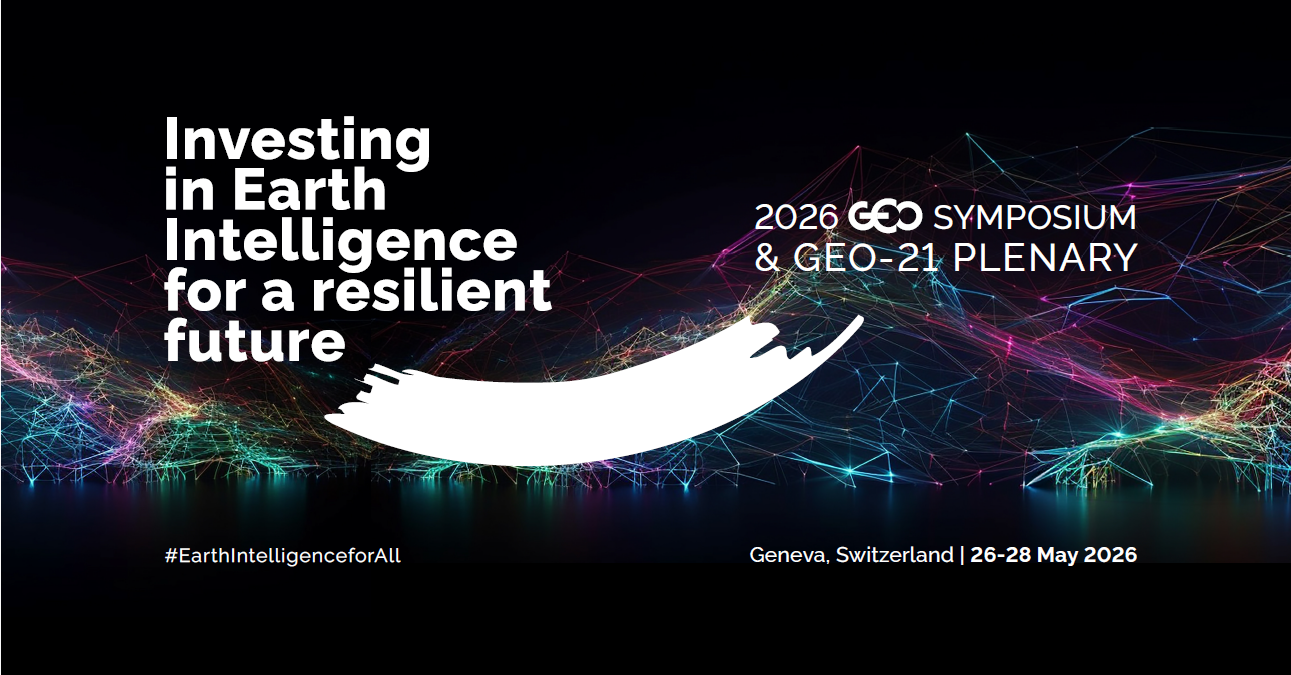 Investing
in Earth
Intelligence
for a resilient
future
2026 GEO SYMPOSIUM
& GEO-21 PLENARY
#EarthIntelligenceforAll
Geneva, Switzerland | 26-28 May 2026